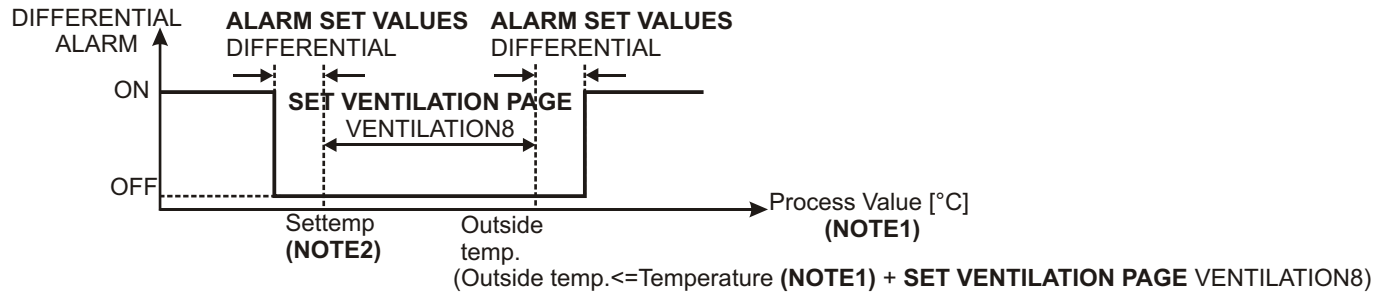 DIFFERENTIAL ALARM SET VALUES ALARM SET VALUES
ALARM DIFFERENTIAL DIFFERENTIAL
ON
SET VENTILATION PAGE
VENTILATION8
OFF
Process Value [°C]
(NOTE1)
Settemp
(NOTE2)
Outside
temp.
(Outside temp.<=Temperature (NOTE1) + SET VENTILATION PAGE VENTILATION8)